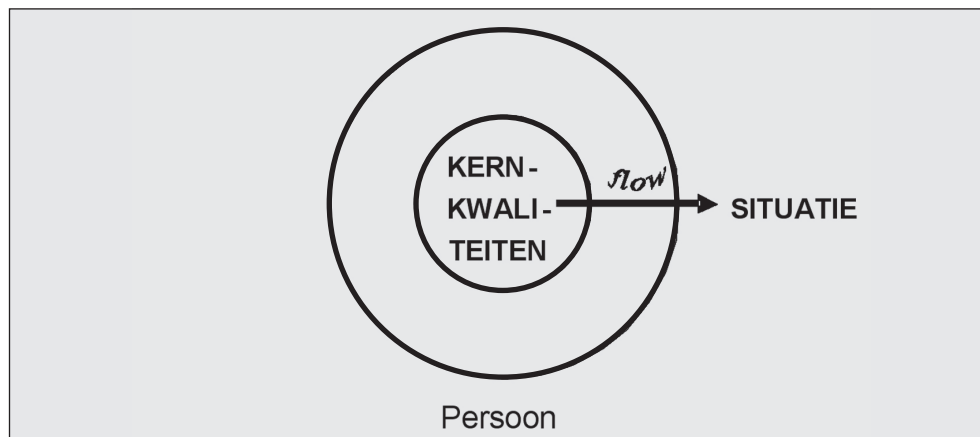 KERN-
KWALI-
TEITEN
flow
SITUATIE
Persoon